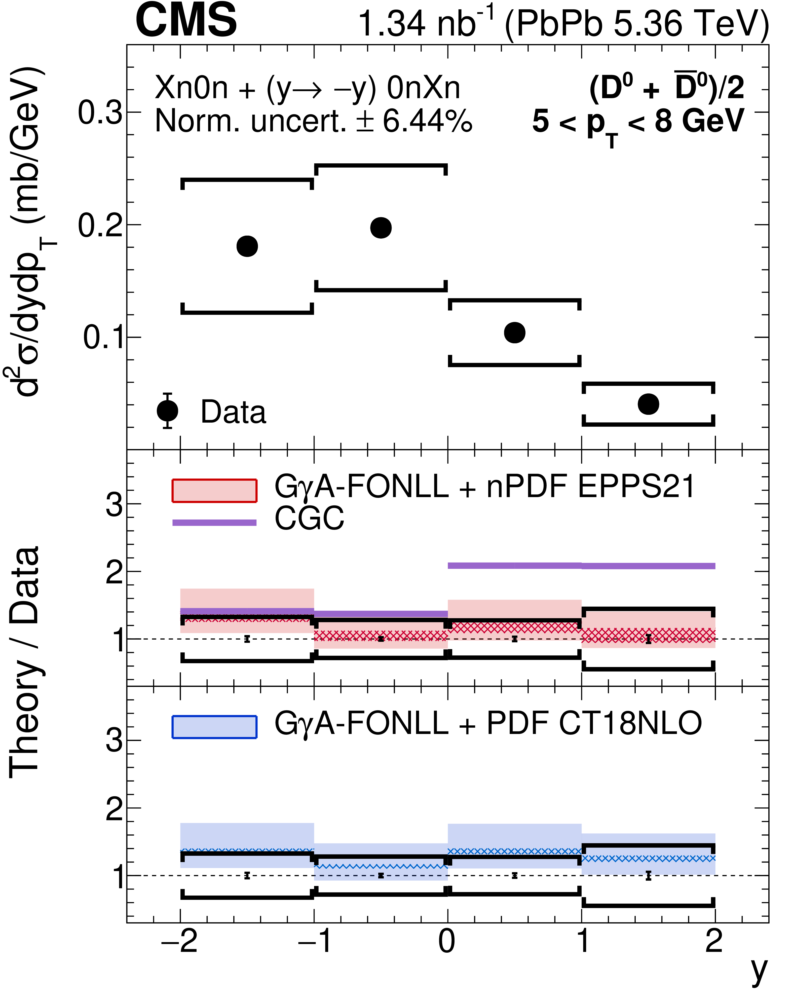 CMS 1.34 nb⁻¹ (PbPb 5.36 TeV)
Xn0n + (y→ −y) 0nXn
Norm. uncert. ± 6.44%
(D⁰ + D̅⁰)/2
5 < p_T < 8 GeV
d²σ/dydp_T (mb/GeV)
0.3
0.2
0.1
Data
GγA-FONLL + nPDF EPPS21
CGC
3
2
1
Theory / Data
GγA-FONLL + PDF CT18NLO
3
2
1
−2 −1 0 1 2
y